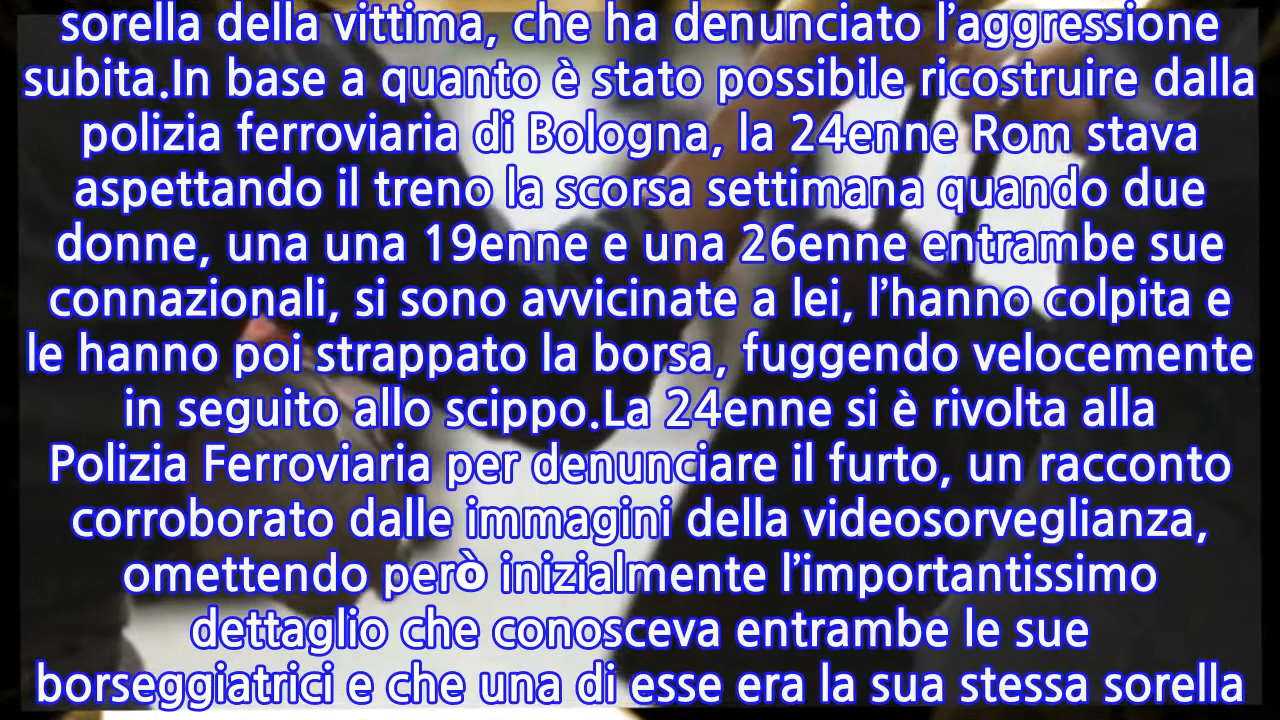 sorella della vittima, che ha denunciato l’aggressione
subita.In base a quanto è stato possibile ricostruire dalla
polizia ferroviaria di Bologna, la 24enne Rom stava
aspettando il treno la scorsa settimana quando due
donne, una una 19enne e una 26enne entrambe sue
connazionali, si sono avvicinate a lei, l’hanno colpita e
le hanno poi strappato la borsa, fuggendo velocemente
in seguito allo scippo.La 24enne si è rivolta alla
Polizia Ferroviaria per denunciare il furto, un racconto
corroborato dalle immagini della videosorveglianza,
omettendo però inizialmente l’importantissimo
dettaglio che conosceva entrambe le sue
borseggiatrici e che una di esse era la sua stessa sorella